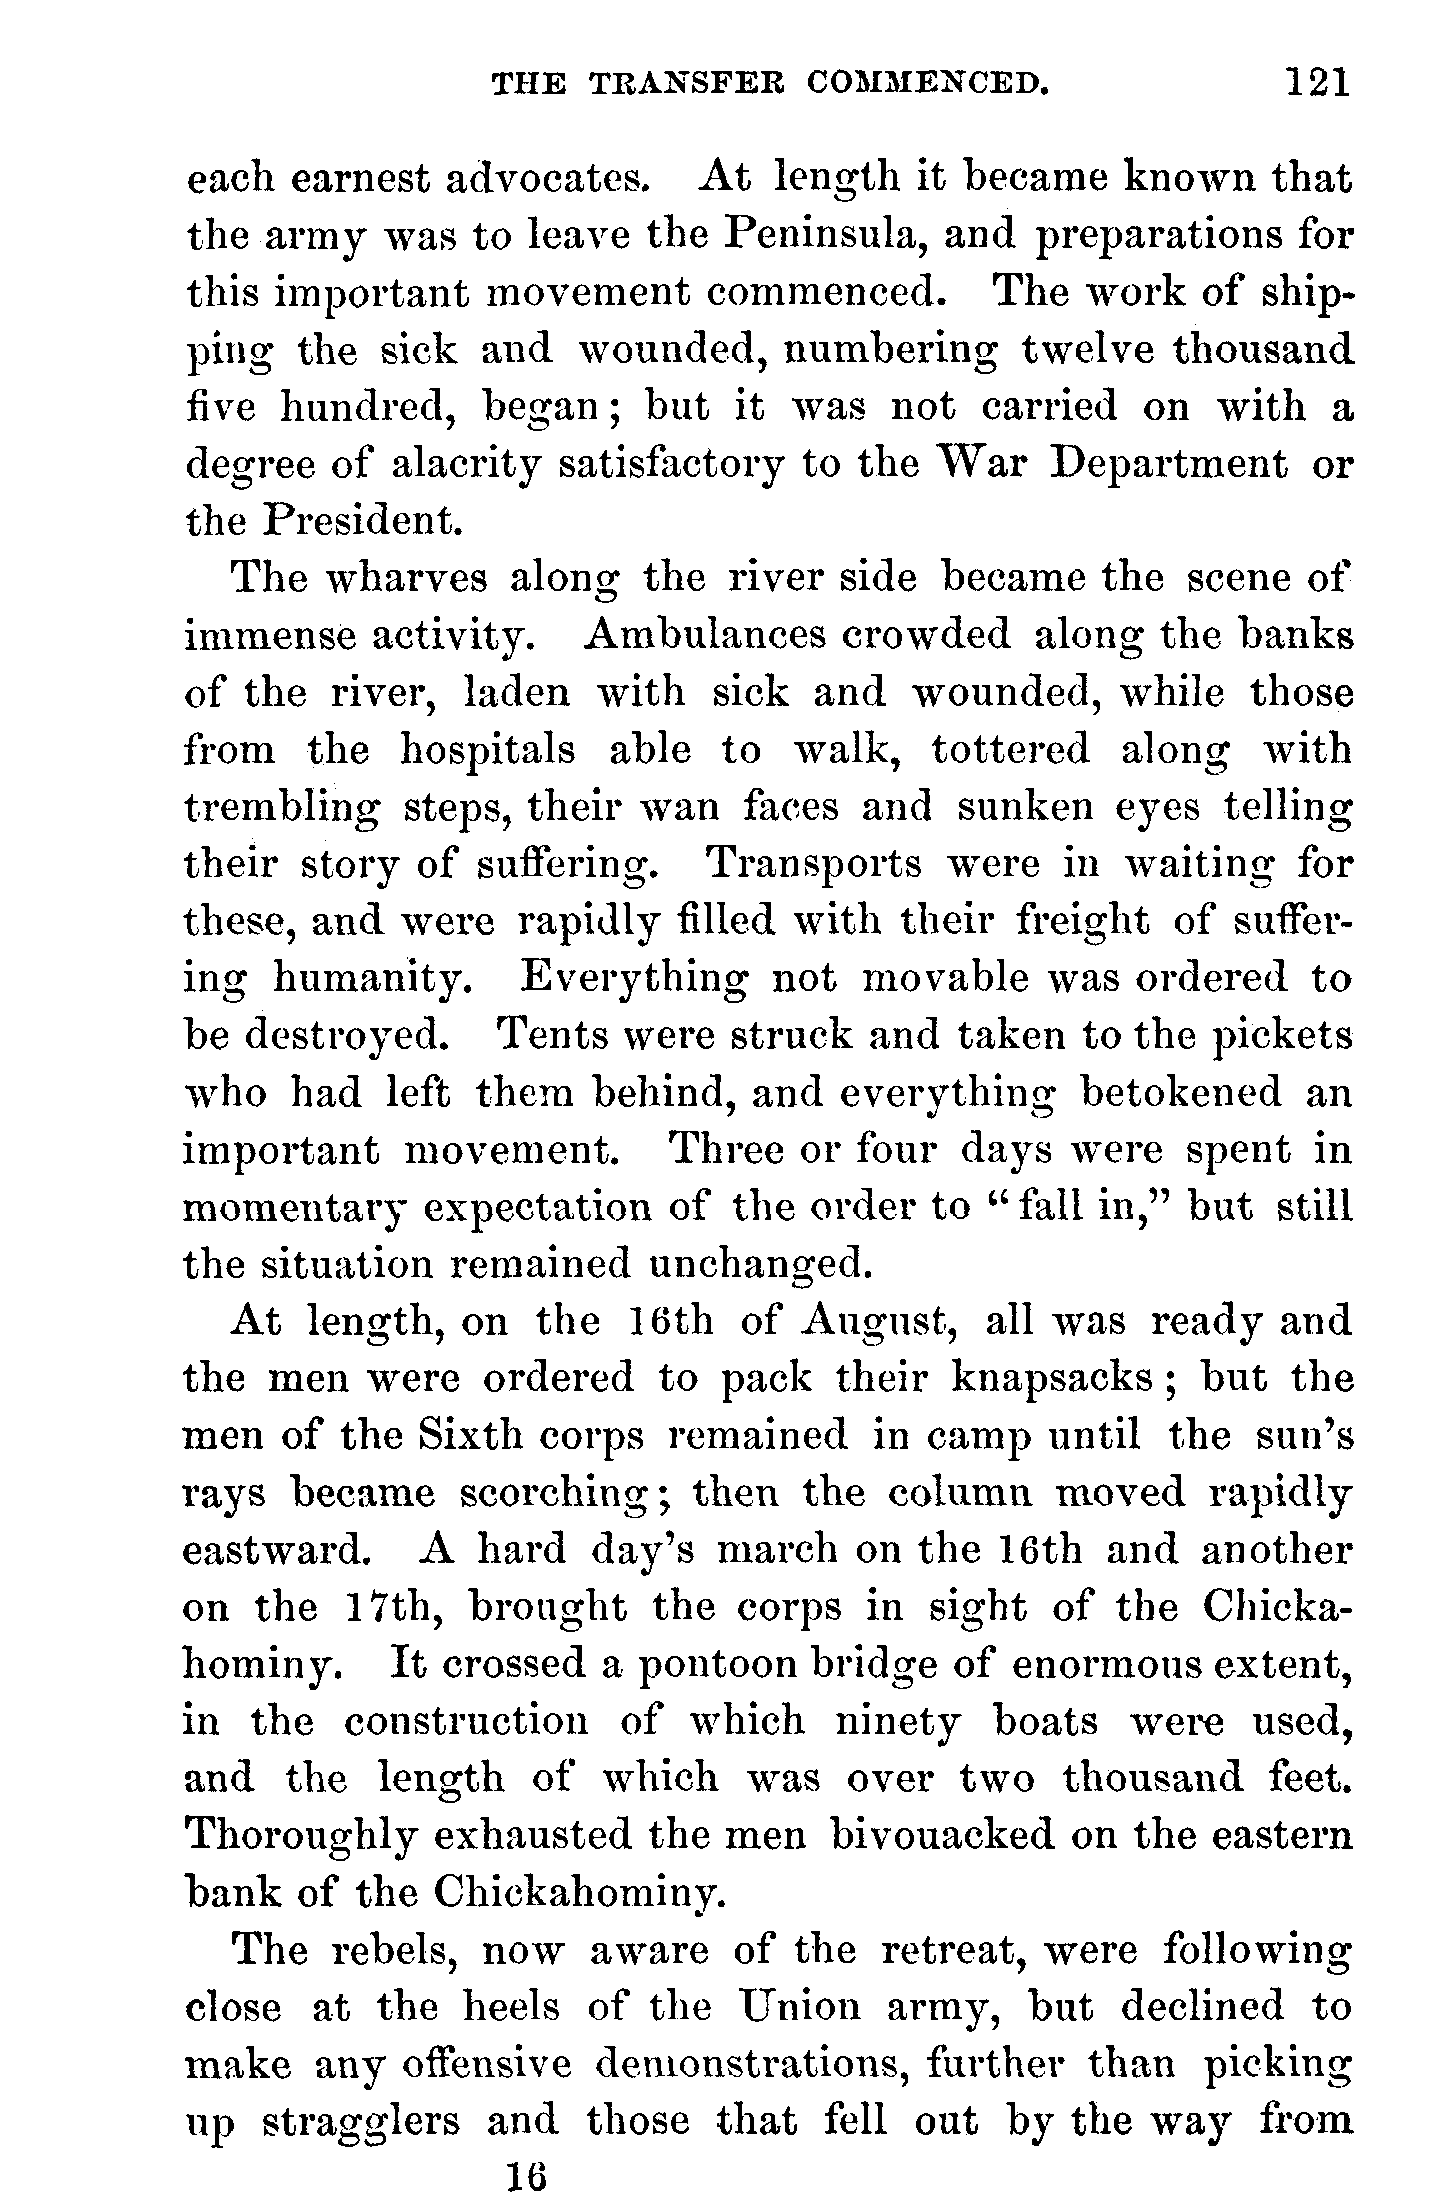 THE TRANSFER COMMENCED. 121
each earnest advocates. At length it became known that
the army was to leave the Peninsula, and preparations for
this important movement commenced. The work of ship-
ping the sick and wounded, numbering twelve thousand
five hundred, began; but it was not carried on with a
degree of alacrity satisfactory to the War Department or
the President.
The wharves along the river side became the scene of
immense activity. Ambulances crowded along the banks
of the river, laden with sick and wounded, while those
from the hospitals able to walk, tottered along with
trembling steps, their wan faces and sunken eyes telling
their story of suffering. Transports were in waiting for
these, and were rapidly filled with their freight of suffer-
ing humanity. Everything not movable was ordered to
be destroyed. Tents were struck and taken to the pickets
who had left them behind, and everything betokened an
important movement. Three or four days were spent in
momentary expectation of the order to “fall in,” but still
the situation remained unchanged.
At length, on the 16th of August, all was ready and
the men were ordered to pack their knapsacks; but the
men of the Sixth corps remained in camp until the sun’s
rays became scorching; then the column moved rapidly
eastward. A hard day’s march on the 16th and another
on the 17th, brought the corps in sight of the Chicka-
hominy. It crossed a pontoon bridge of enormous extent,
in the construction of which ninety boats were used,
and the length of which was over two thousand feet.
Thoroughly exhausted the men bivouacked on the eastern
bank of the Chickahominy.
The rebels, now aware of the retreat, were following
close at the heels of the Union army, but declined to
make any offensive demonstrations, further than picking
up stragglers and those that fell out by the way from
16